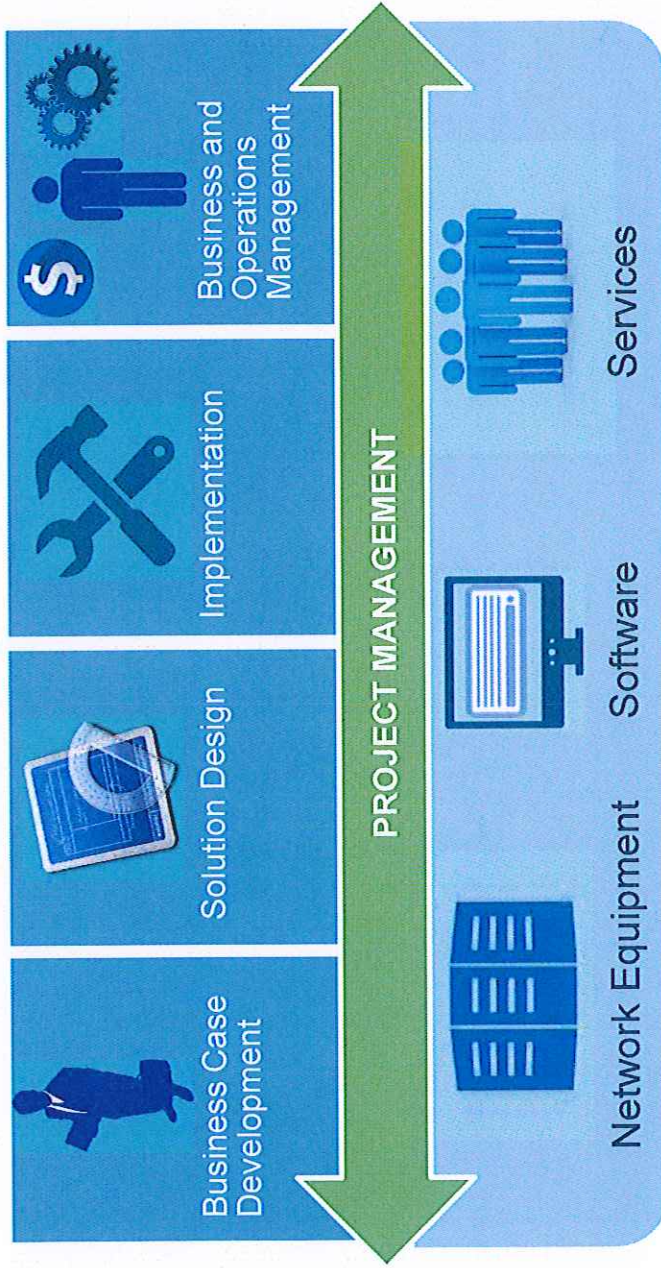 Business Case
Development
Solution Design
Implementation
$
Business and
Operations
Management
PROJECT MANAGEMENT
Network Equipment
Software
Services